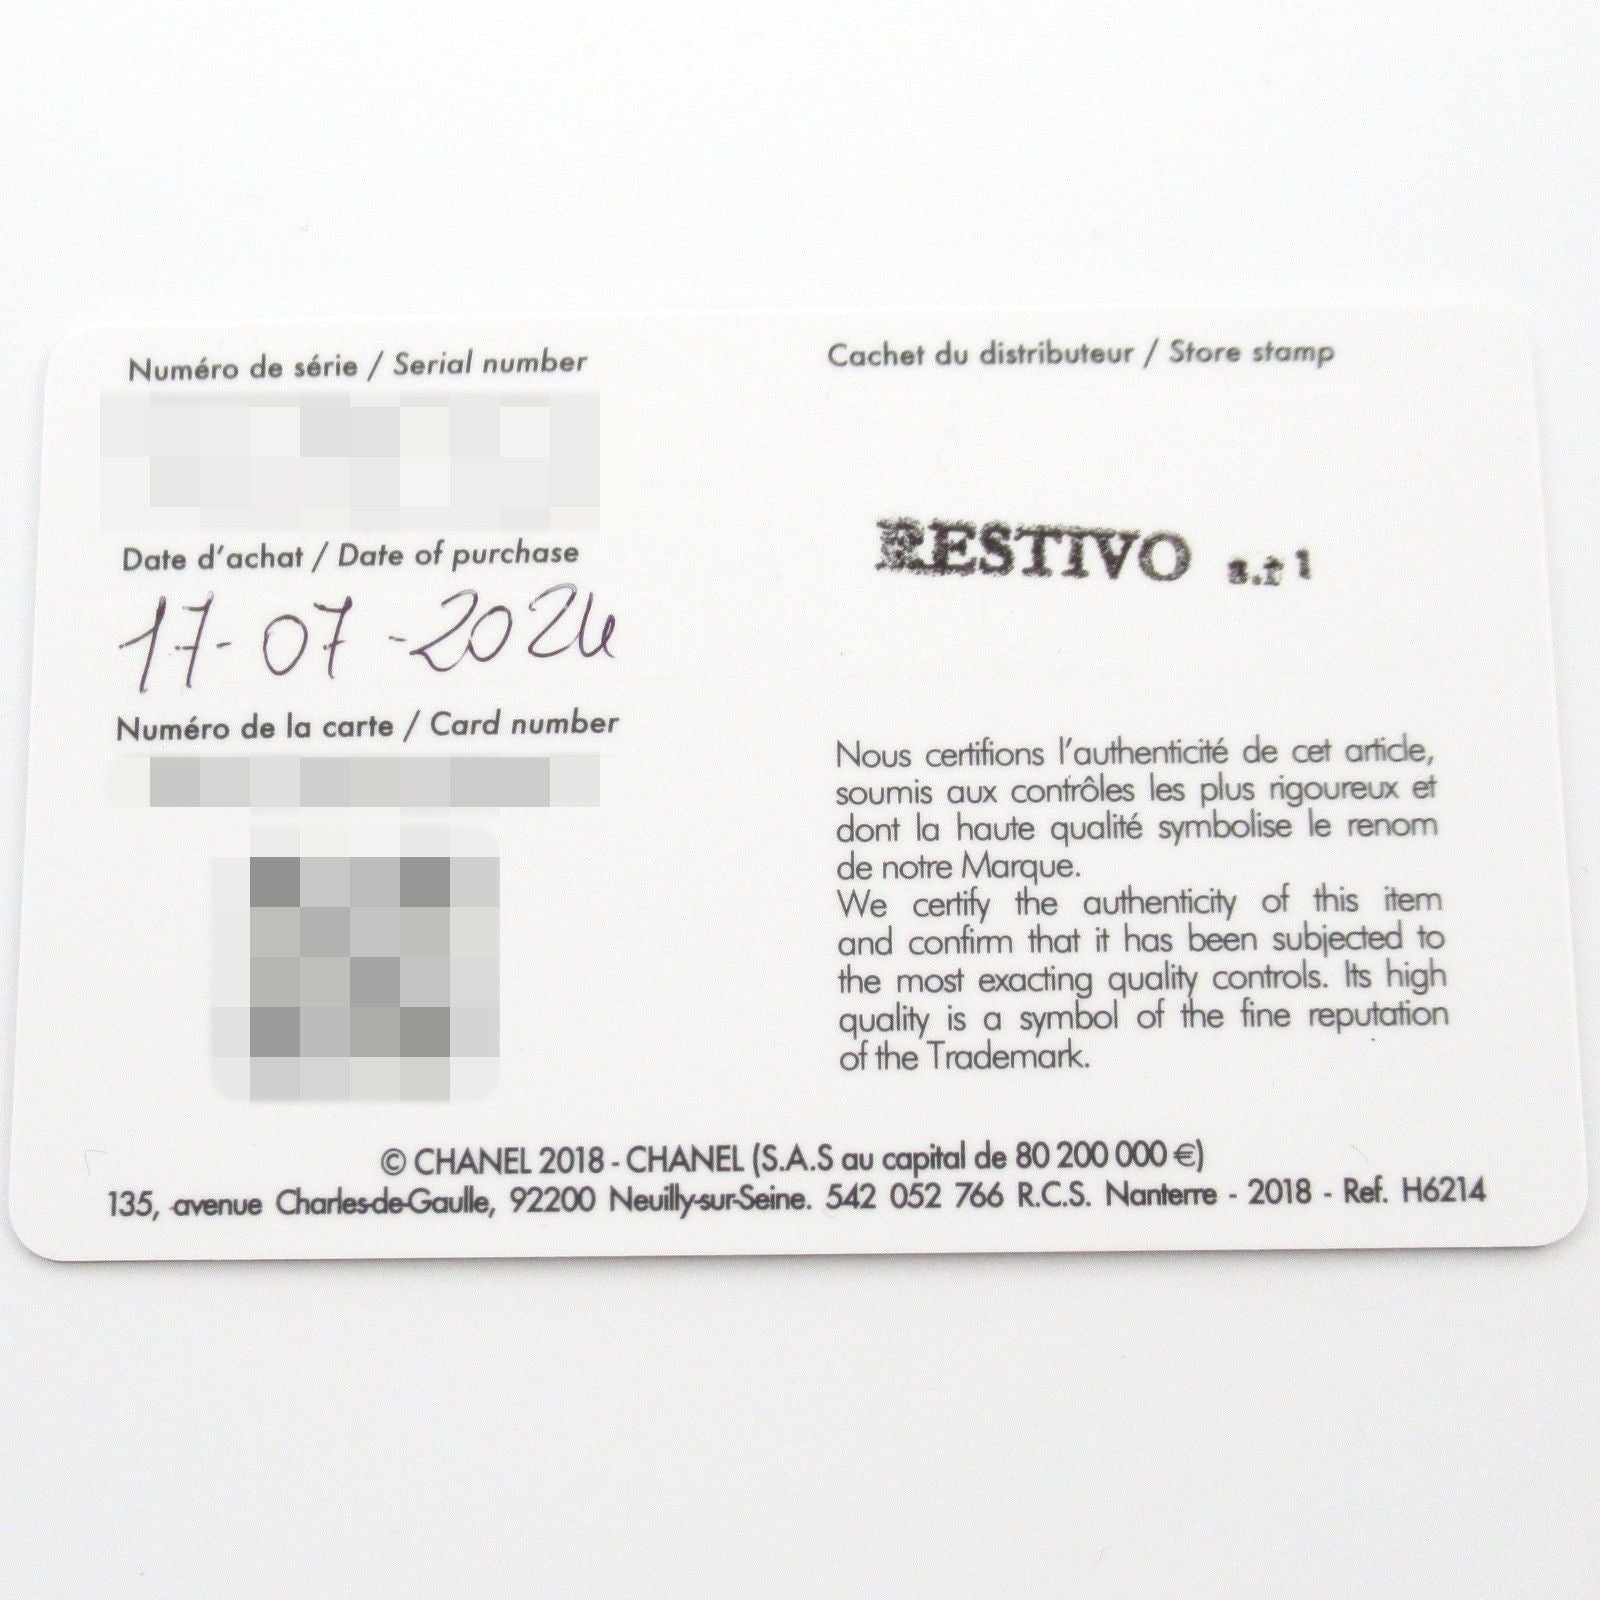 Numéro de série / Serial number
Date d'achat / Date of purchase
17-07-2024
Numéro de la carte / Card number
Cachet du distributeur / Store stamp
RESTIVO s.r l
Nous certifions l'authenticité de cet article,
soumis aux contrôles les plus rigoureux et
dont la haute qualité symbolise le renom
de notre Marque.
We certify the authenticity of this item
and confirm that it has been subjected to
the most exacting quality controls. Its high
quality is a symbol of the fine reputation
of the Trademark.
© CHANEL 2018 - CHANEL (S.A.S au capital de 80 200 000 €)
135, avenue Charles-de-Gaulle, 92200 Neuilly-sur-Seine. 542 052 766 R.C.S. Nanterre - 2018 - Ref. H6214